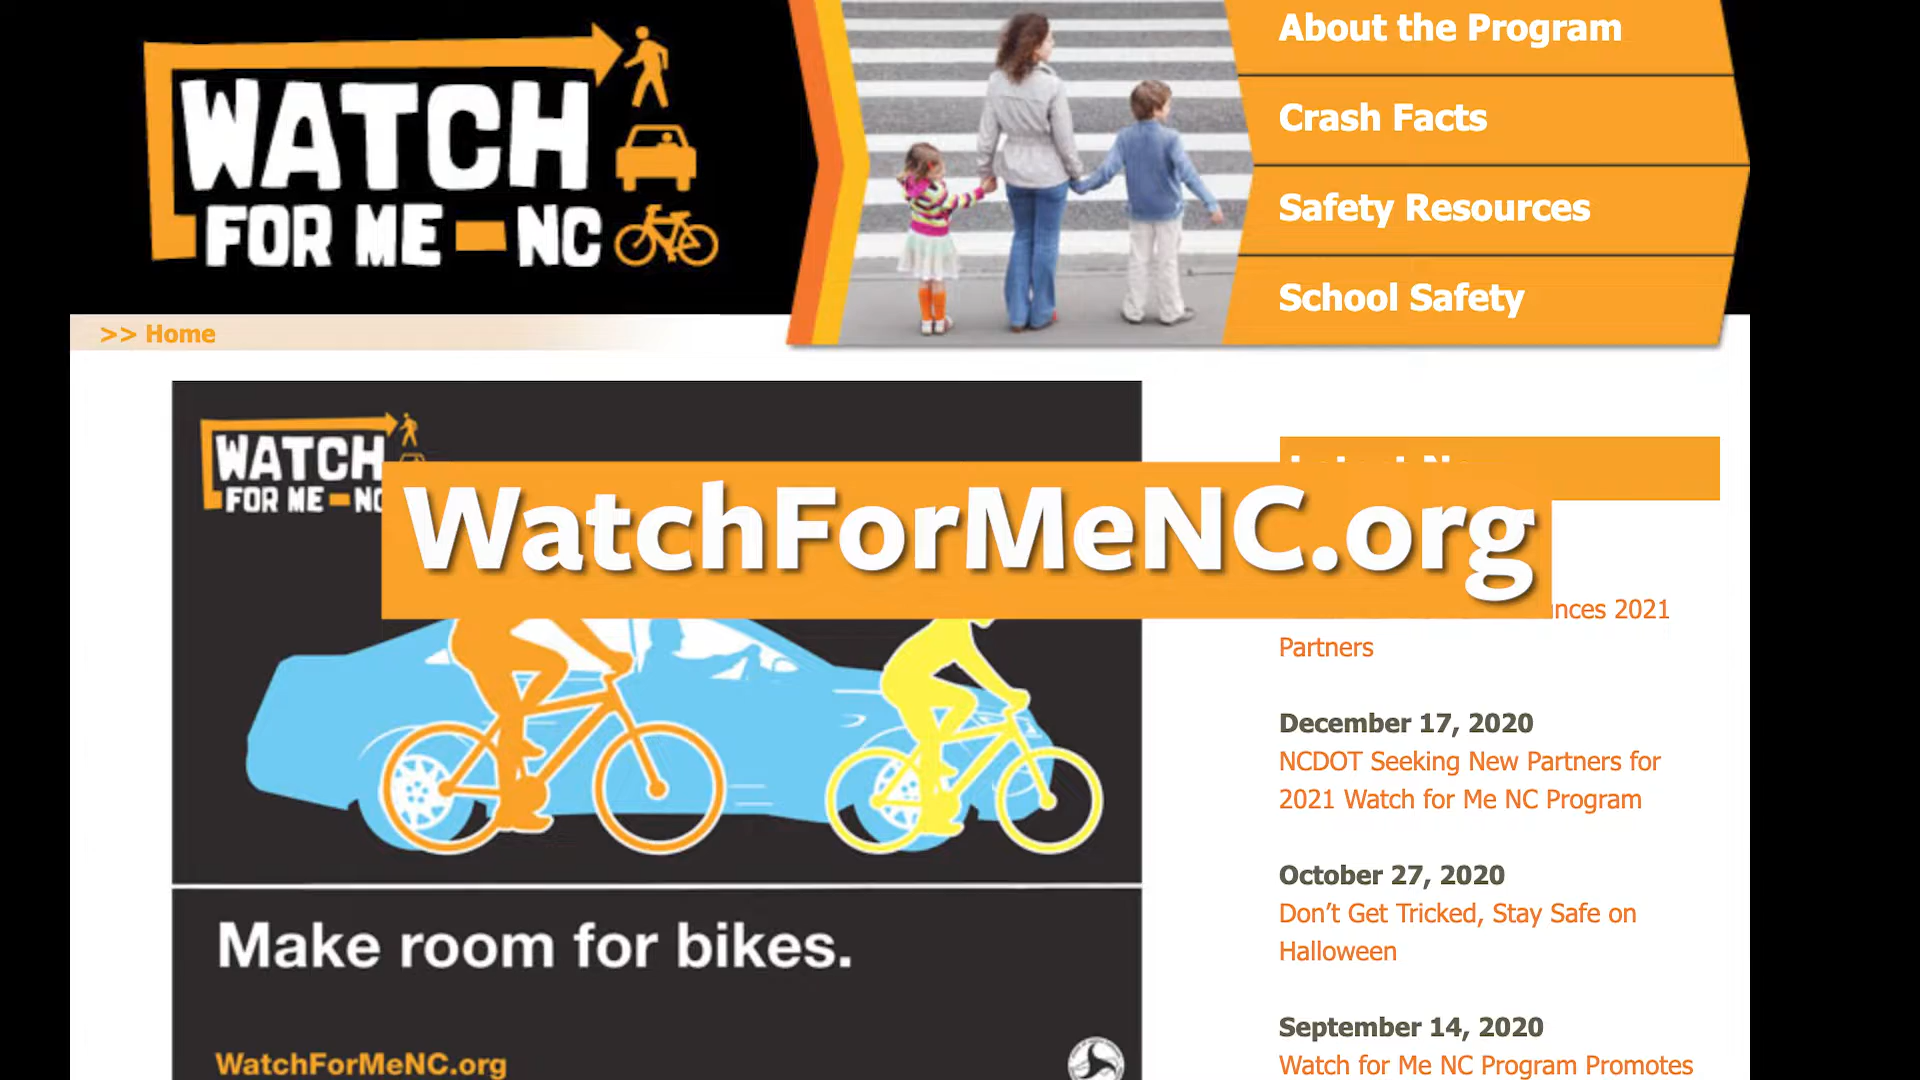 WATCH
FOR ME - NC
About the Program
Crash Facts
Safety Resources
School Safety
>> Home
WATCH
FOR ME - NC
WatchForMeNC.org
2021
Partners
December 17, 2020
NCDOT Seeking New Partners for
2021 Watch for Me NC Program
October 27, 2020
Don't Get Tricked, Stay Safe on
Halloween
September 14, 2020
Watch for Me NC Program Promotes
Make room for bikes.
WatchForMeNC.org